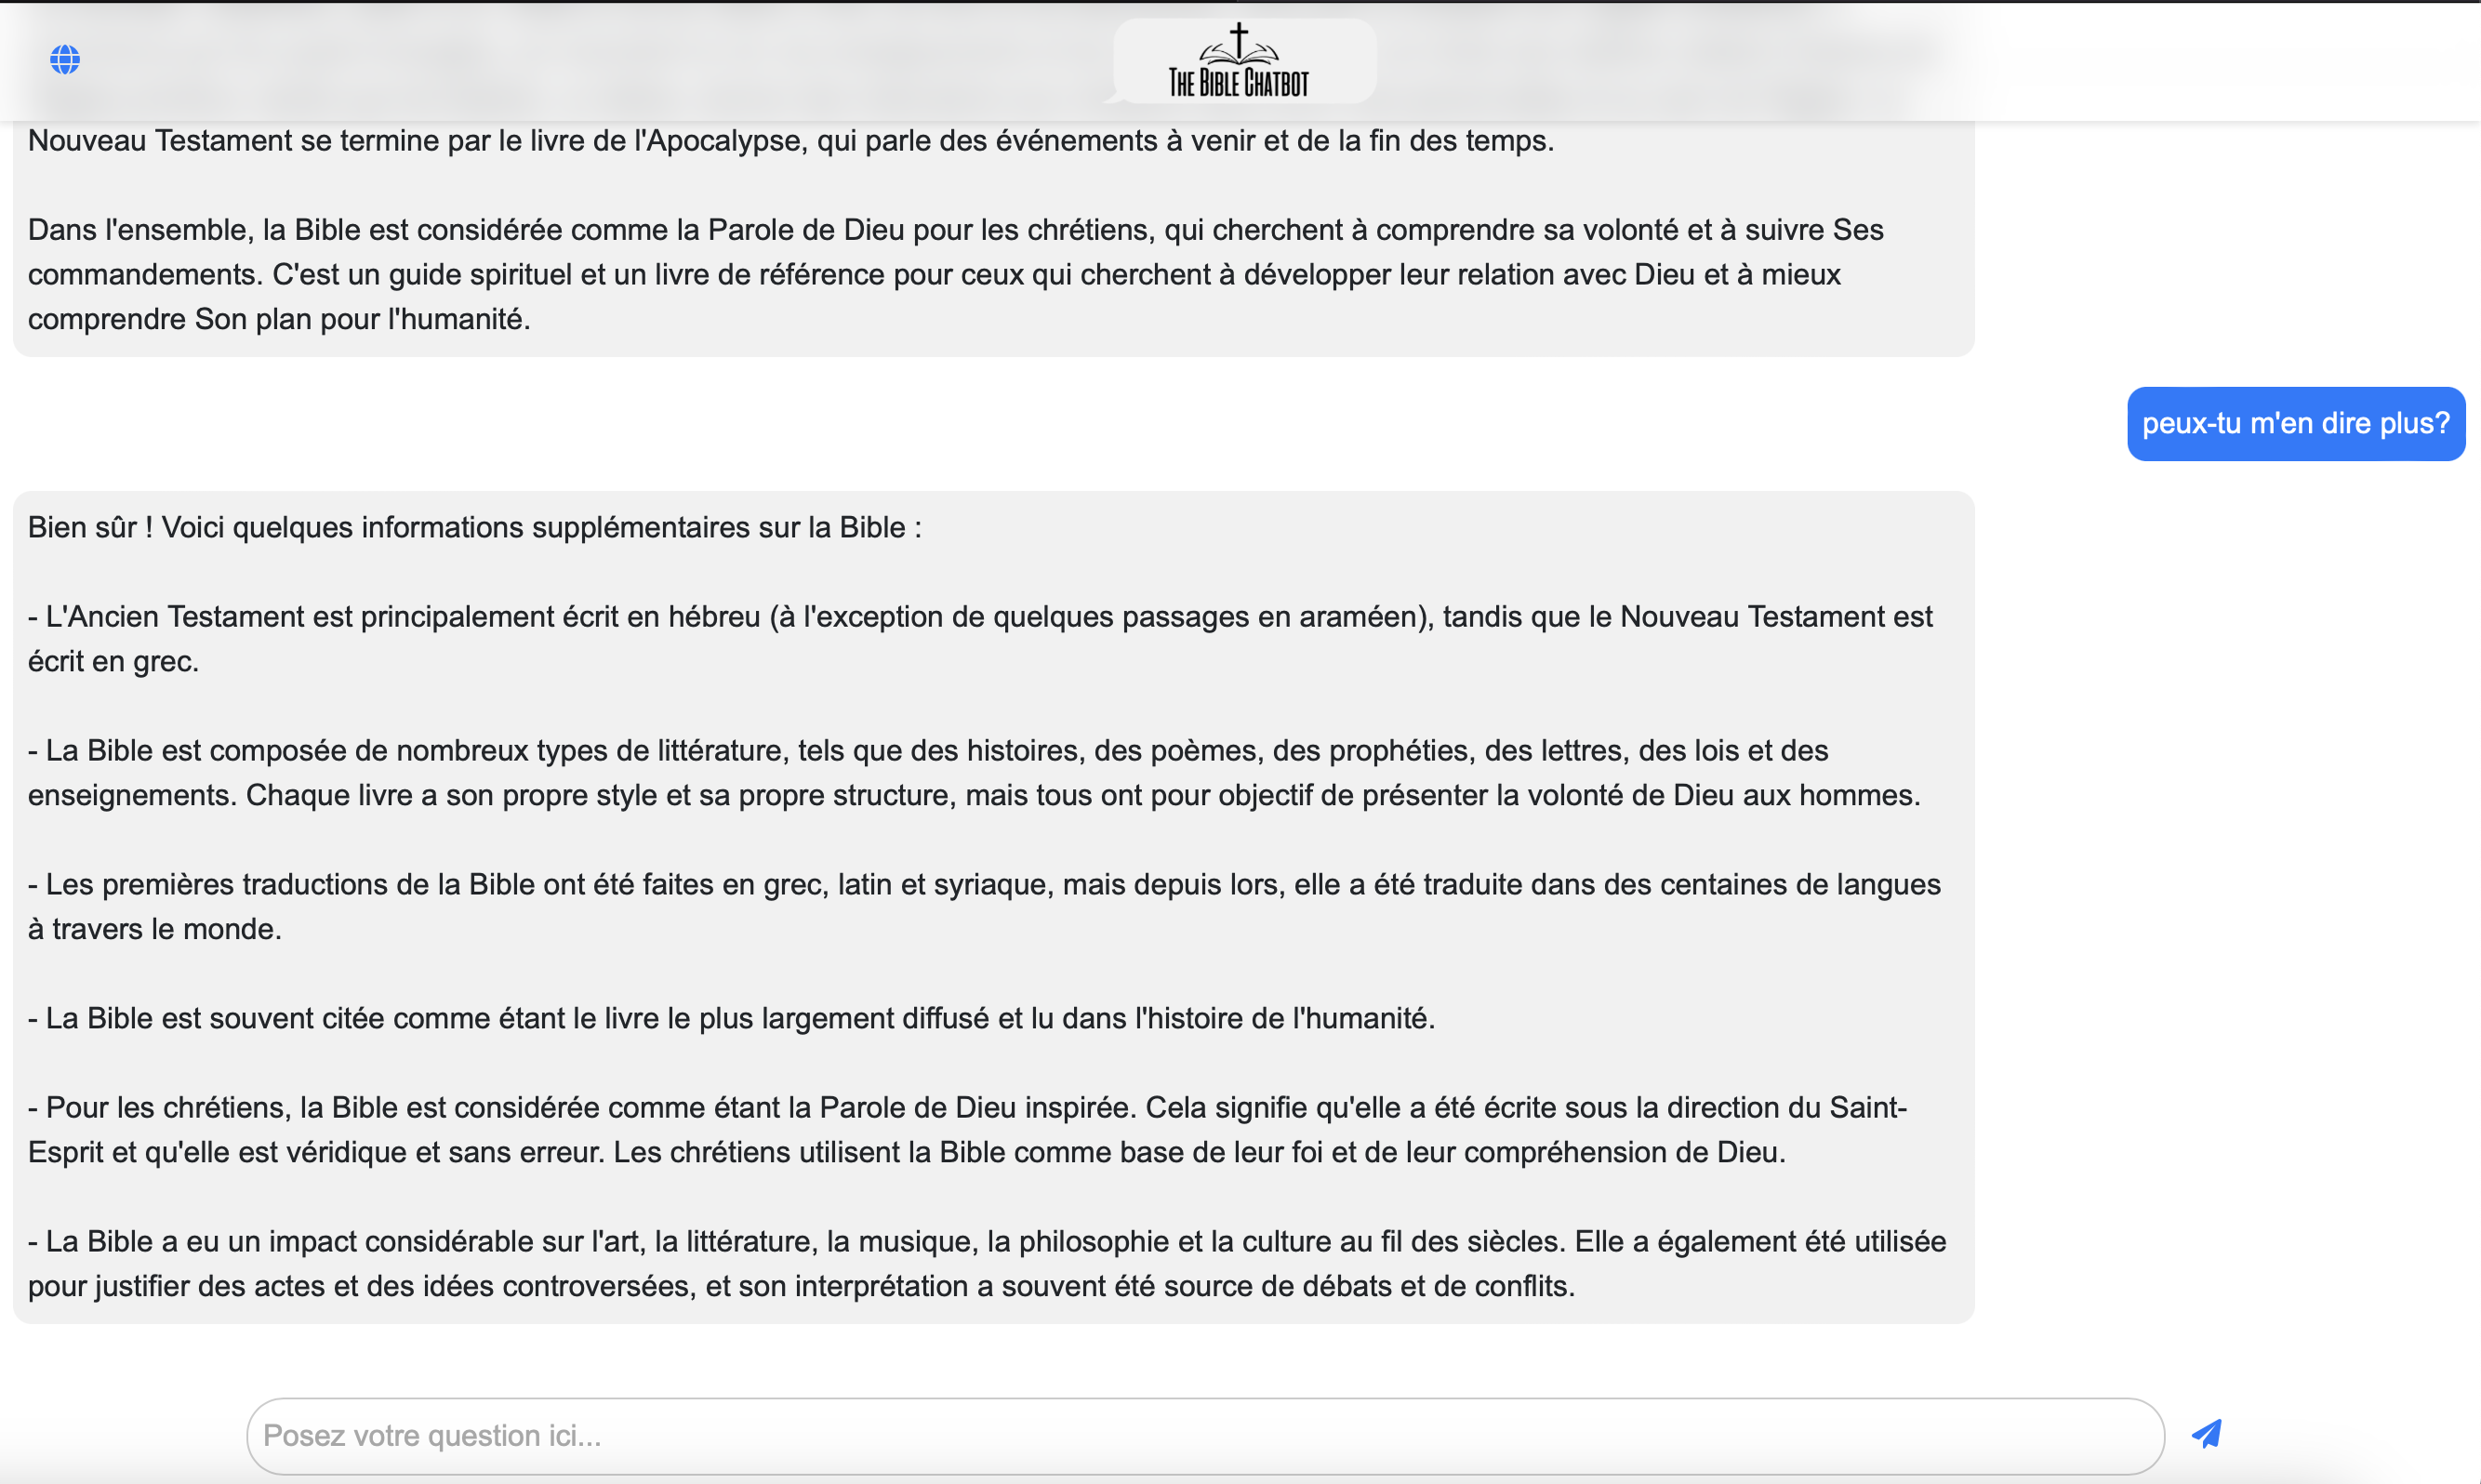 THE BIBLE CHATBOT
Nouveau Testament se termine par le livre de l'Apocalypse, qui parle des événements à venir et de la fin des temps.
Dans l'ensemble, la Bible est considérée comme la Parole de Dieu pour les chrétiens, qui cherchent à comprendre sa volonté et à suivre Ses
commandements. C'est un guide spirituel et un livre de référence pour ceux qui cherchent à développer leur relation avec Dieu et à mieux
comprendre Son plan pour l'humanité.
peux-tu m'en dire plus?
Bien sûr ! Voici quelques informations supplémentaires sur la Bible :
- L'Ancien Testament est principalement écrit en hébreu (à l'exception de quelques passages en araméen), tandis que le Nouveau Testament est
écrit en grec.
- La Bible est composée de nombreux types de littérature, tels que des histoires, des poèmes, des prophéties, des lettres, des lois et des
enseignements. Chaque livre a son propre style et sa propre structure, mais tous ont pour objectif de présenter la volonté de Dieu aux hommes.
- Les premières traductions de la Bible ont été faites en grec, latin et syriaque, mais depuis lors, elle a été traduite dans des centaines de langues
à travers le monde.
- La Bible est souvent citée comme étant le livre le plus largement diffusé et lu dans l'histoire de l'humanité.
- Pour les chrétiens, la Bible est considérée comme étant la Parole de Dieu inspirée. Cela signifie qu'elle a été écrite sous la direction du Saint-
Esprit et qu'elle est véridique et sans erreur. Les chrétiens utilisent la Bible comme base de leur foi et de leur compréhension de Dieu.
- La Bible a eu un impact considérable sur l'art, la littérature, la musique, la philosophie et la culture au fil des siècles. Elle a également été utilisée
pour justifier des actes et des idées controversées, et son interprétation a souvent été source de débats et de conflits.
Posez votre question ici...